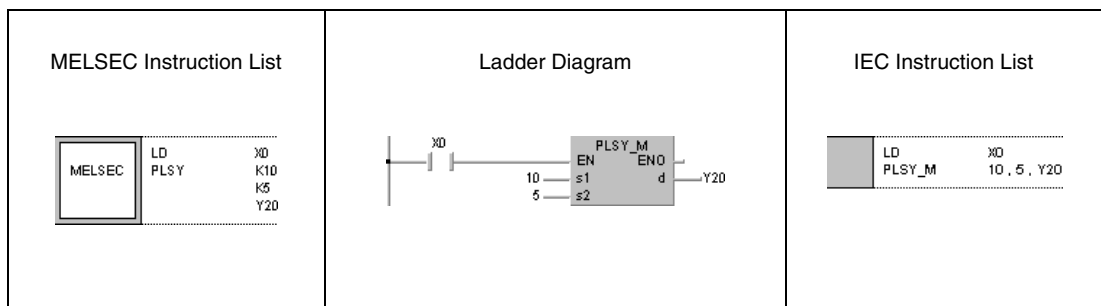 MELSEC Instruction List
MELSEC
LD X0
PLSY K10
K5
Y20
Ladder Diagram
X0
PLSY_M
EN ENO
10 s1 d Y20
5 s2
IEC Instruction List
LD X0
PLSY_M 10 , 5 , Y20